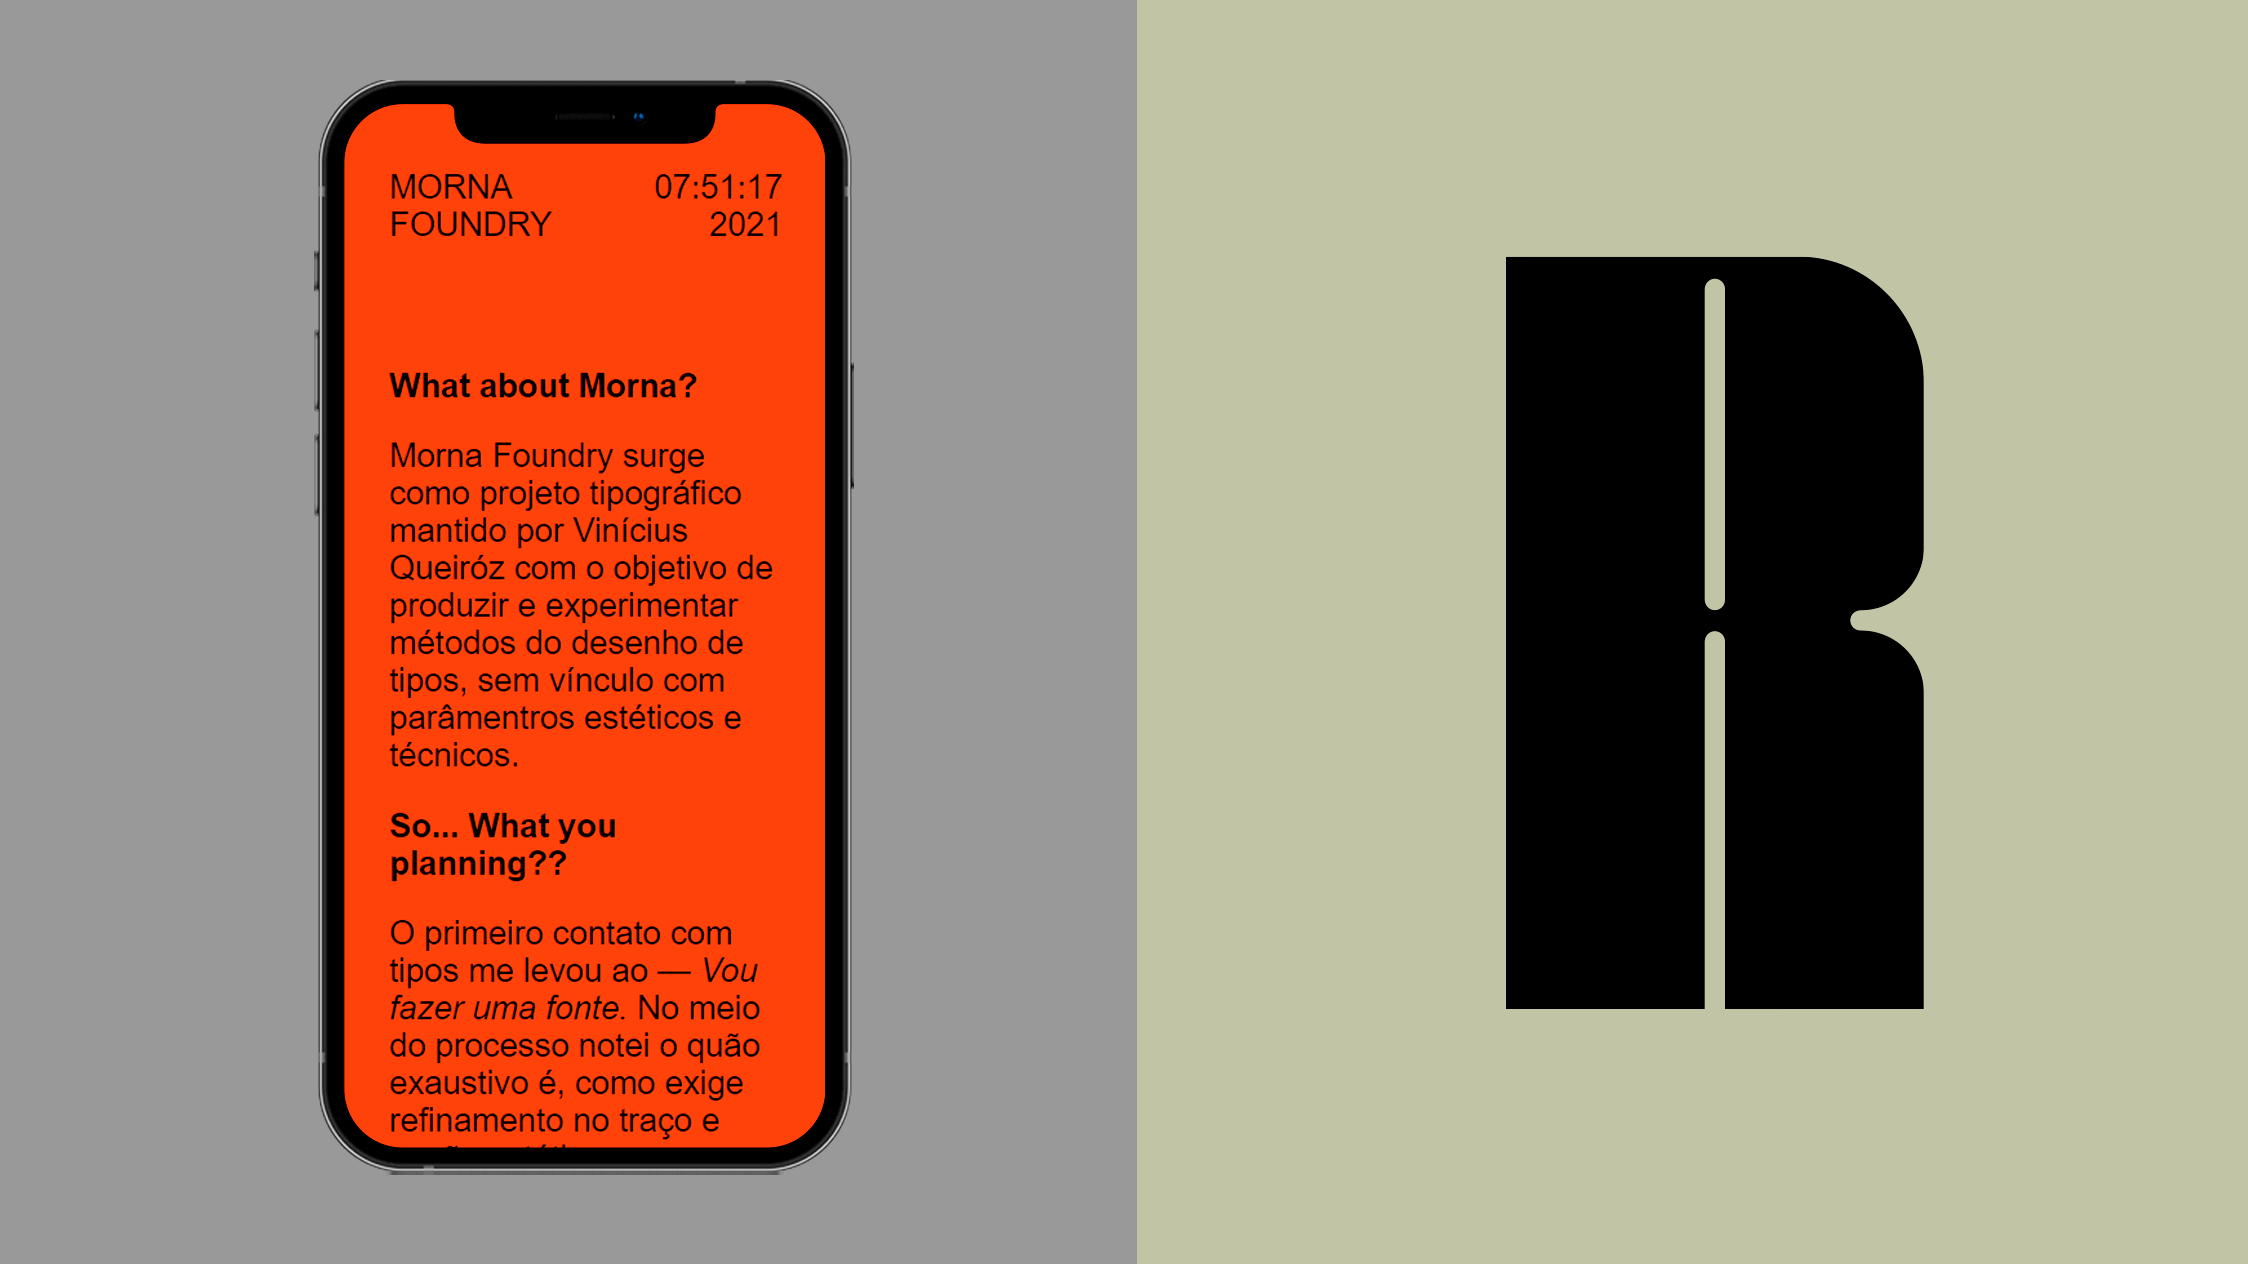 MORNA 07:51:17
FOUNDRY 2021
What about Morna?
Morna Foundry surge
como projeto tipográfico
mantido por Vinícius
Queiróz com o objetivo de
produzir e experimentar
métodos do desenho de
tipos, sem vínculo com
parâmentros estéticos e
técnicos.
So... What you
planning??
O primeiro contato com
tipos me levou ao — Vou
fazer uma fonte. No meio
do processo notei o quão
exaustivo é, como exige
refinamento no traço e
R